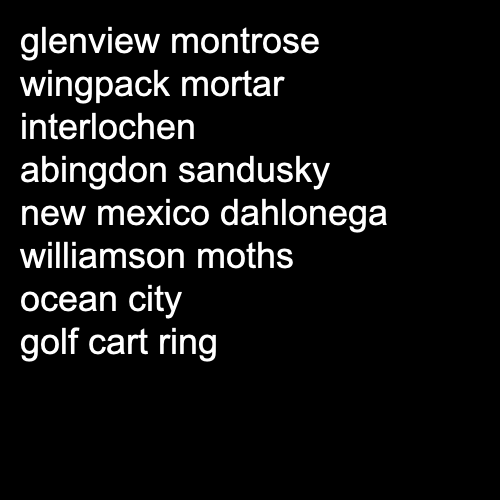 glenview montrose
wingpack mortar
interlochen
abingdon sandusky
new mexico dahlonega
williamson moths
ocean city
golf cart ring